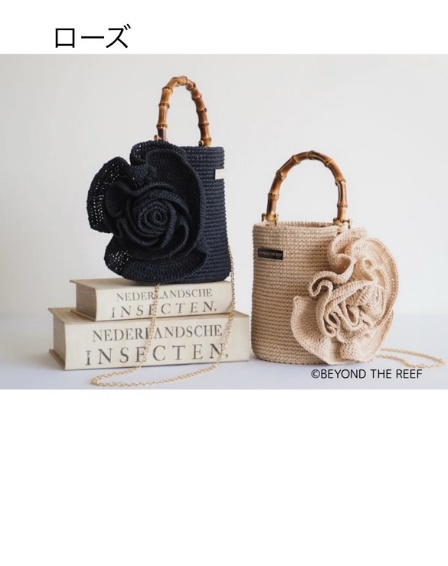 ローズ
NEDERLANDSCHE
INSECTEN
NEDERLANDSCHE
INSECTEN,
©BEYOND THE REEF